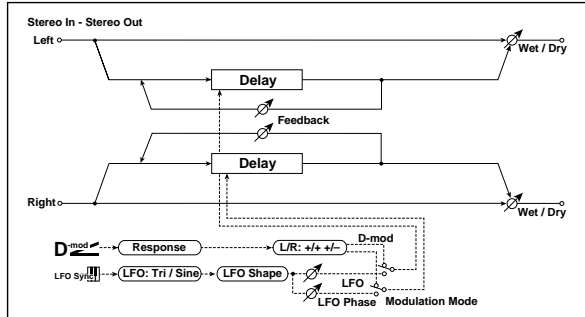 Stereo In - Stereo Out
Left
Wet / Dry
Delay
Feedback
Delay
Right
Wet / Dry
D-mod
Response
L/R: +/+ +/–
D-mod
LFO Sync
LFO: Tri / Sine
LFO Shape
LFO
LFO Phase
Modulation Mode